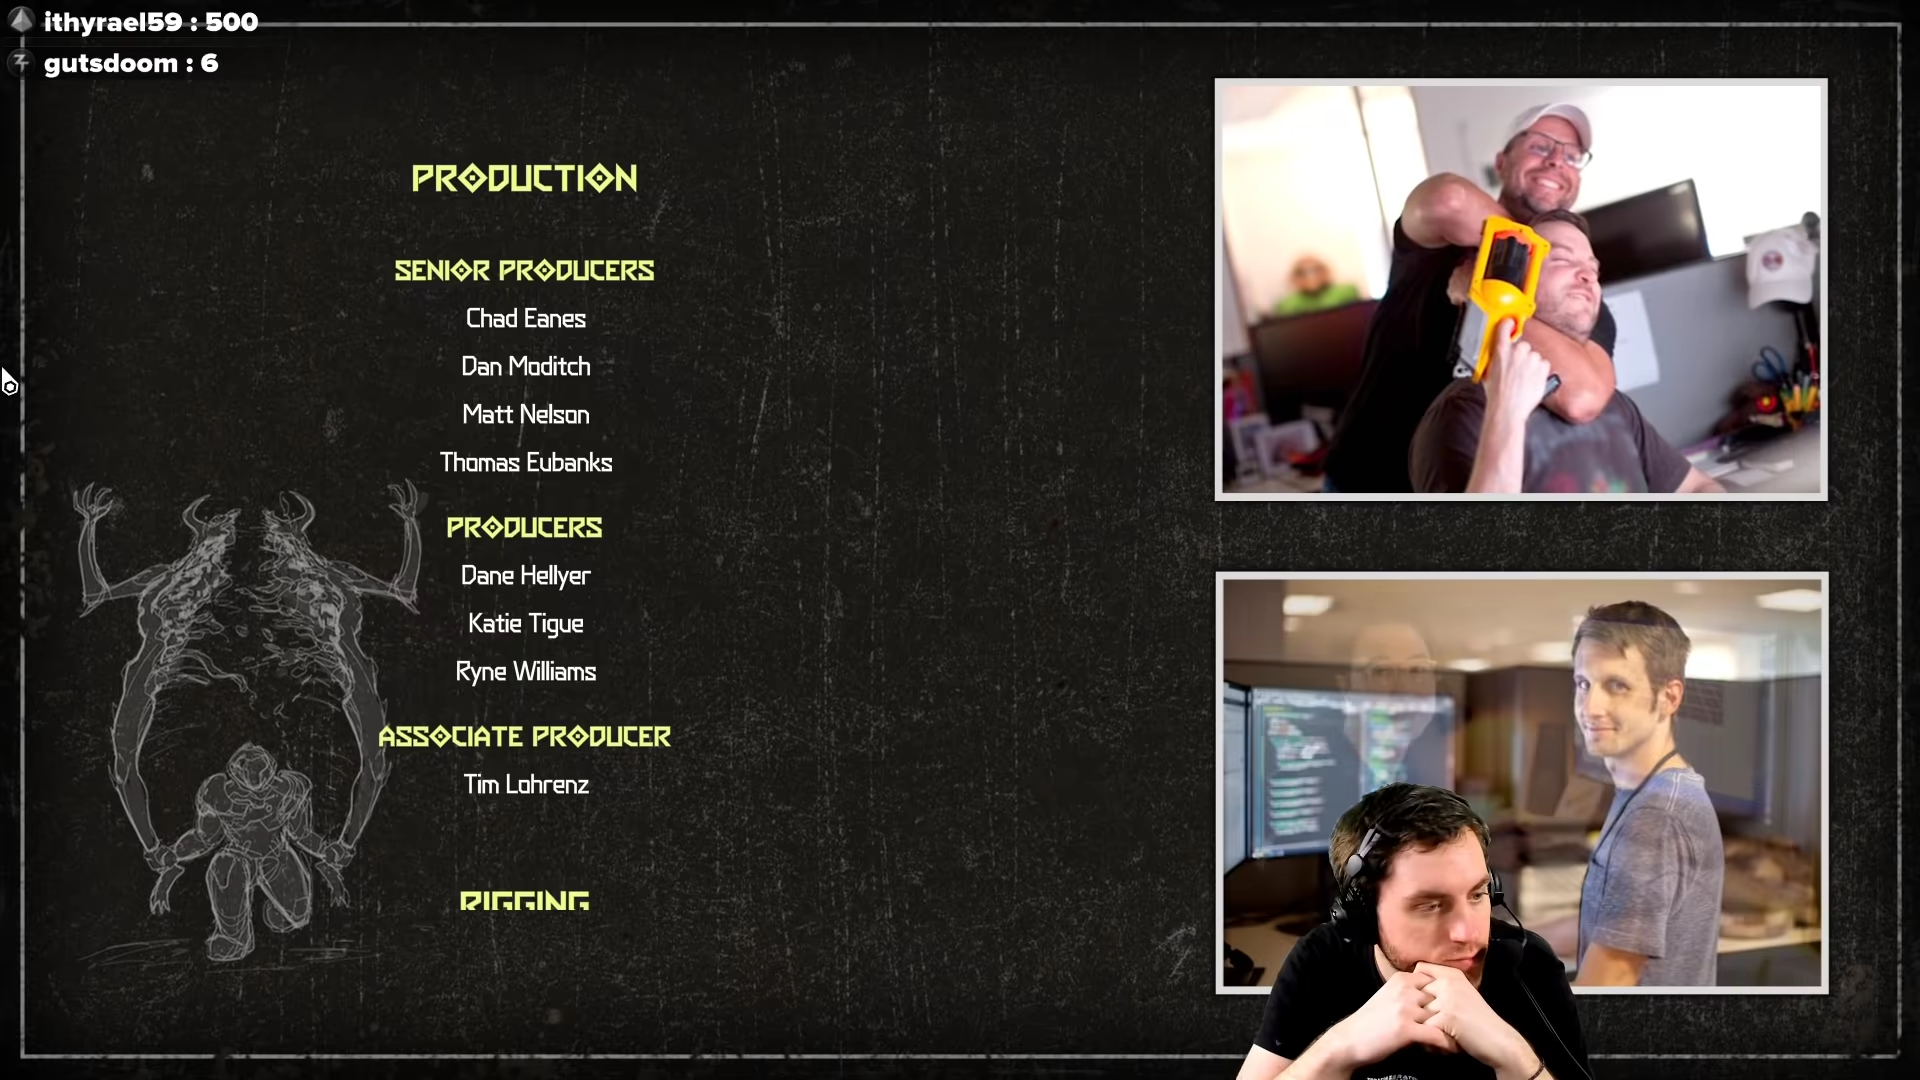 ithyrael59 : 500
gutsdoom : 6
PRODUCTION
SENIOR PRODUCERS
Chad Eanes
Dan Moditch
Matt Nelson
Thomas Eubanks
PRODUCERS
Dane Hellyer
Katie Tigue
Ryne Williams
ASSOCIATE PRODUCER
Tim Lohrenz
RIGGING